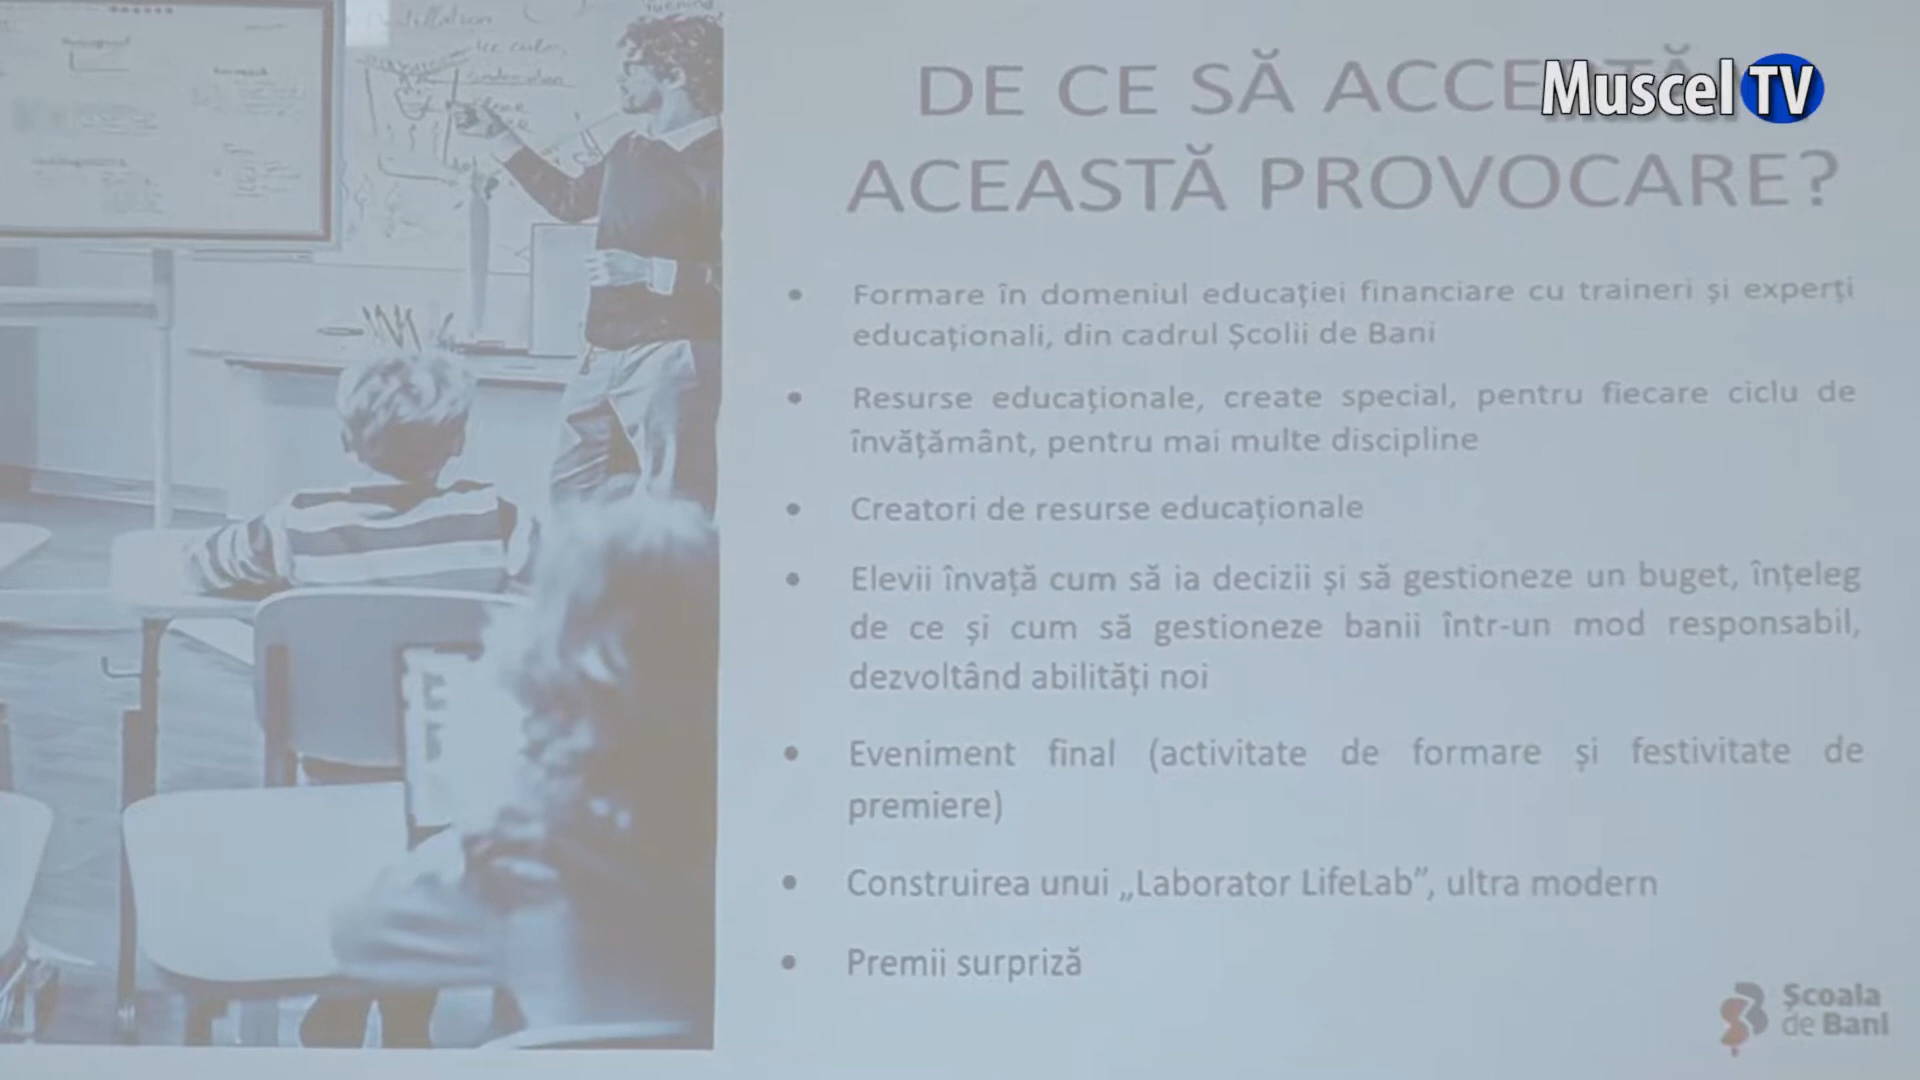 Muscel TV
DE CE SĂ ACCE
ACEASTĂ PROVOCARE?
• Formare în domeniul educației financiare cu traineri și experți
educaționali, din cadrul Școlii de Bani
• Resurse educaționale, create special, pentru fiecare ciclu de
învățământ, pentru mai multe discipline
• Creatori de resurse educaționale
• Elevii învață cum să ia decizii și să gestioneze un buget, înțeleg
de ce și cum să gestioneze banii într-un mod responsabil,
dezvoltând abilități noi
• Eveniment final (activitate de formare și festivitate de
premiere)
• Construirea unui „Laborator LifeLab”, ultra modern
• Premii surpriză
Școala
de Bani